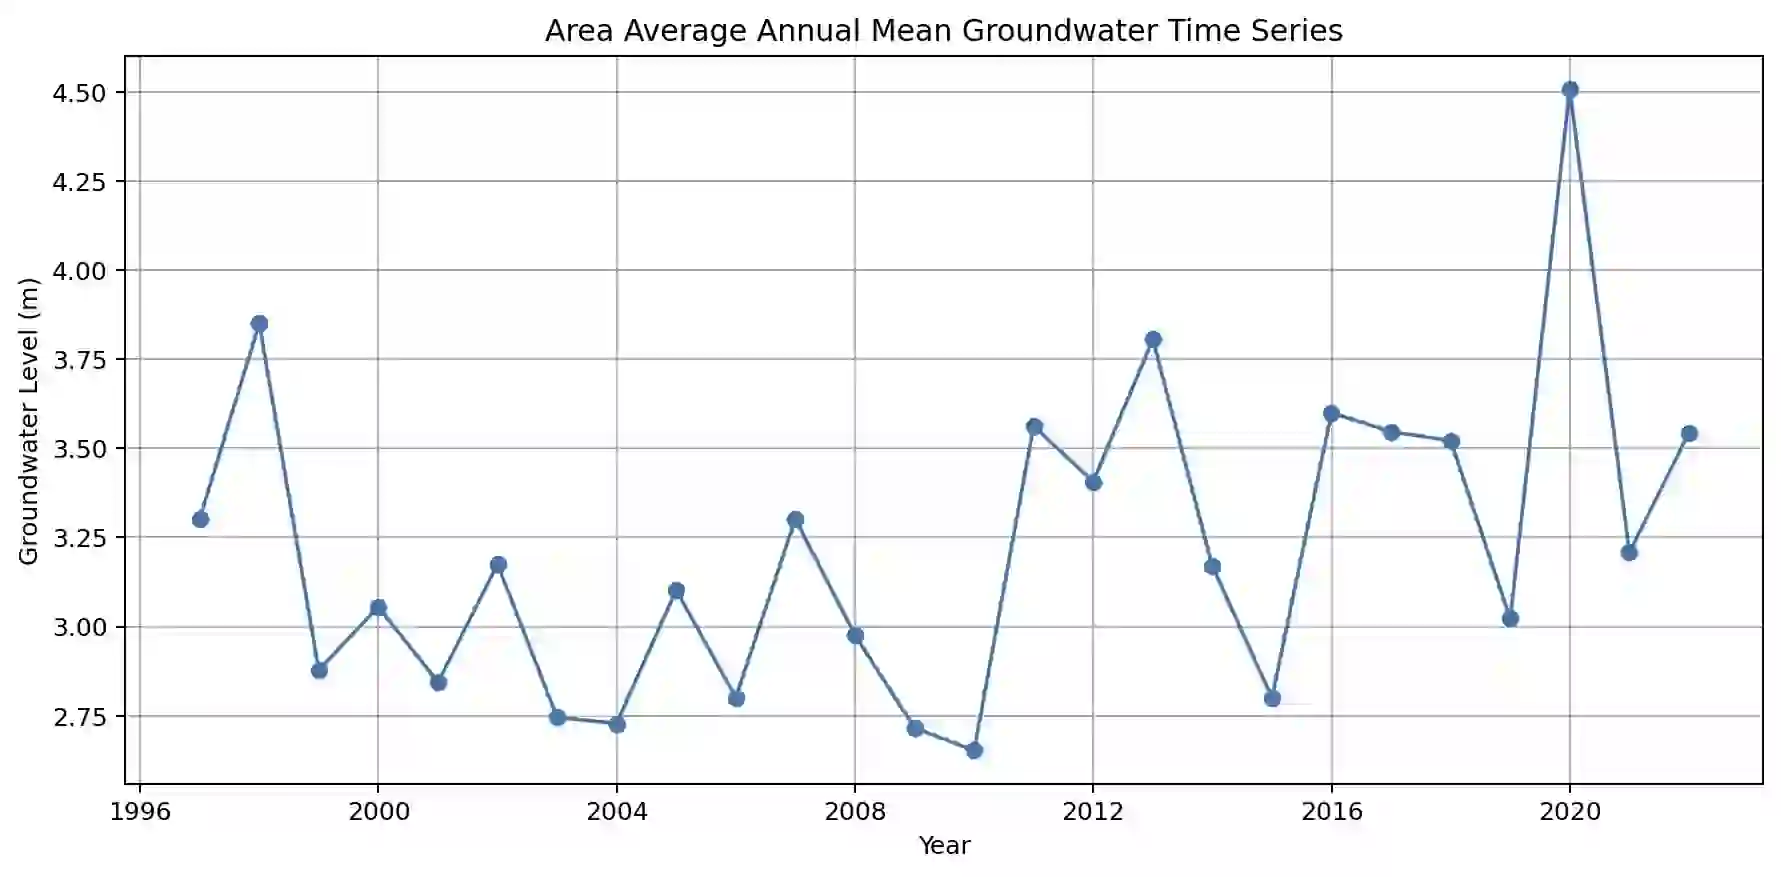 Area Average Annual Mean Groundwater Time Series
4.50
4.25
4.00
3.75
3.50
3.25
3.00
2.75
Groundwater Level (m)
1996 2000 2004 2008 2012 2016 2020
Year